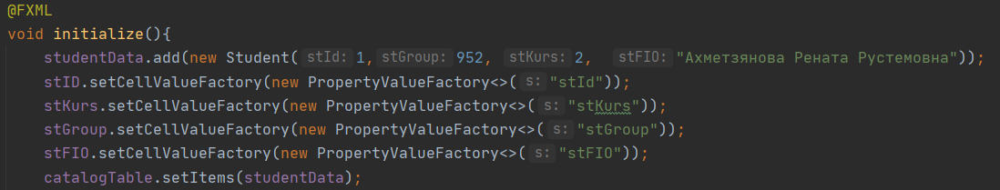 @FXML
void initialize(){
studentData.add(new Student( stId: 1, stGroup: 952, stKurs: 2, stFIO: "Ахметзянова Рената Рустемовна"));
stID.setCellValueFactory(new PropertyValueFactory<>( s: "stId"));
stKurs.setCellValueFactory(new PropertyValueFactory<>( s: "stKurs"));
stGroup.setCellValueFactory(new PropertyValueFactory<>( s: "stGroup"));
stFIO.setCellValueFactory(new PropertyValueFactory<>( s: "stFIO"));
catalogTable.setItems(studentData);